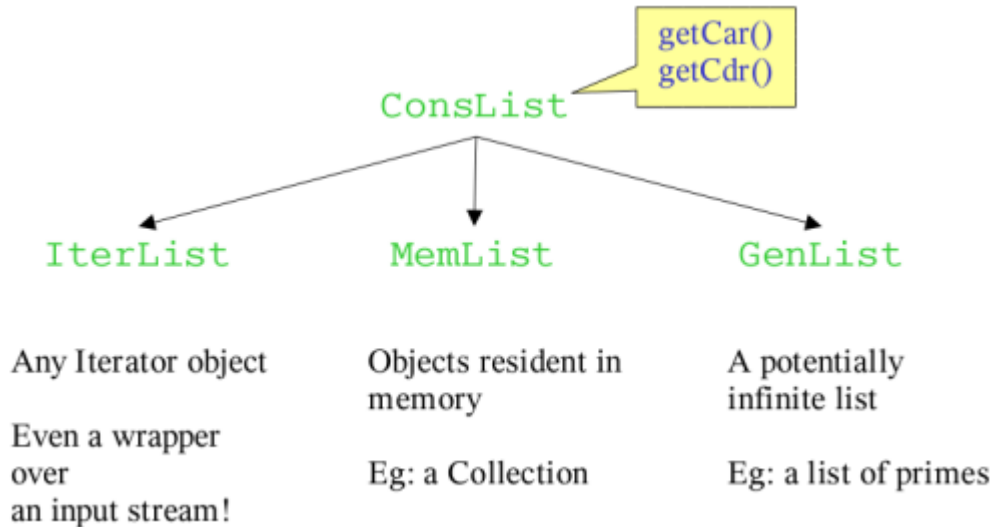 getCar()
getCdr()
ConsList
IterList
MemList
GenList
Any Iterator object
Even a wrapper
over
an input stream!
Objects resident in
memory
Eg: a Collection
A potentially
infinite list
Eg: a list of primes